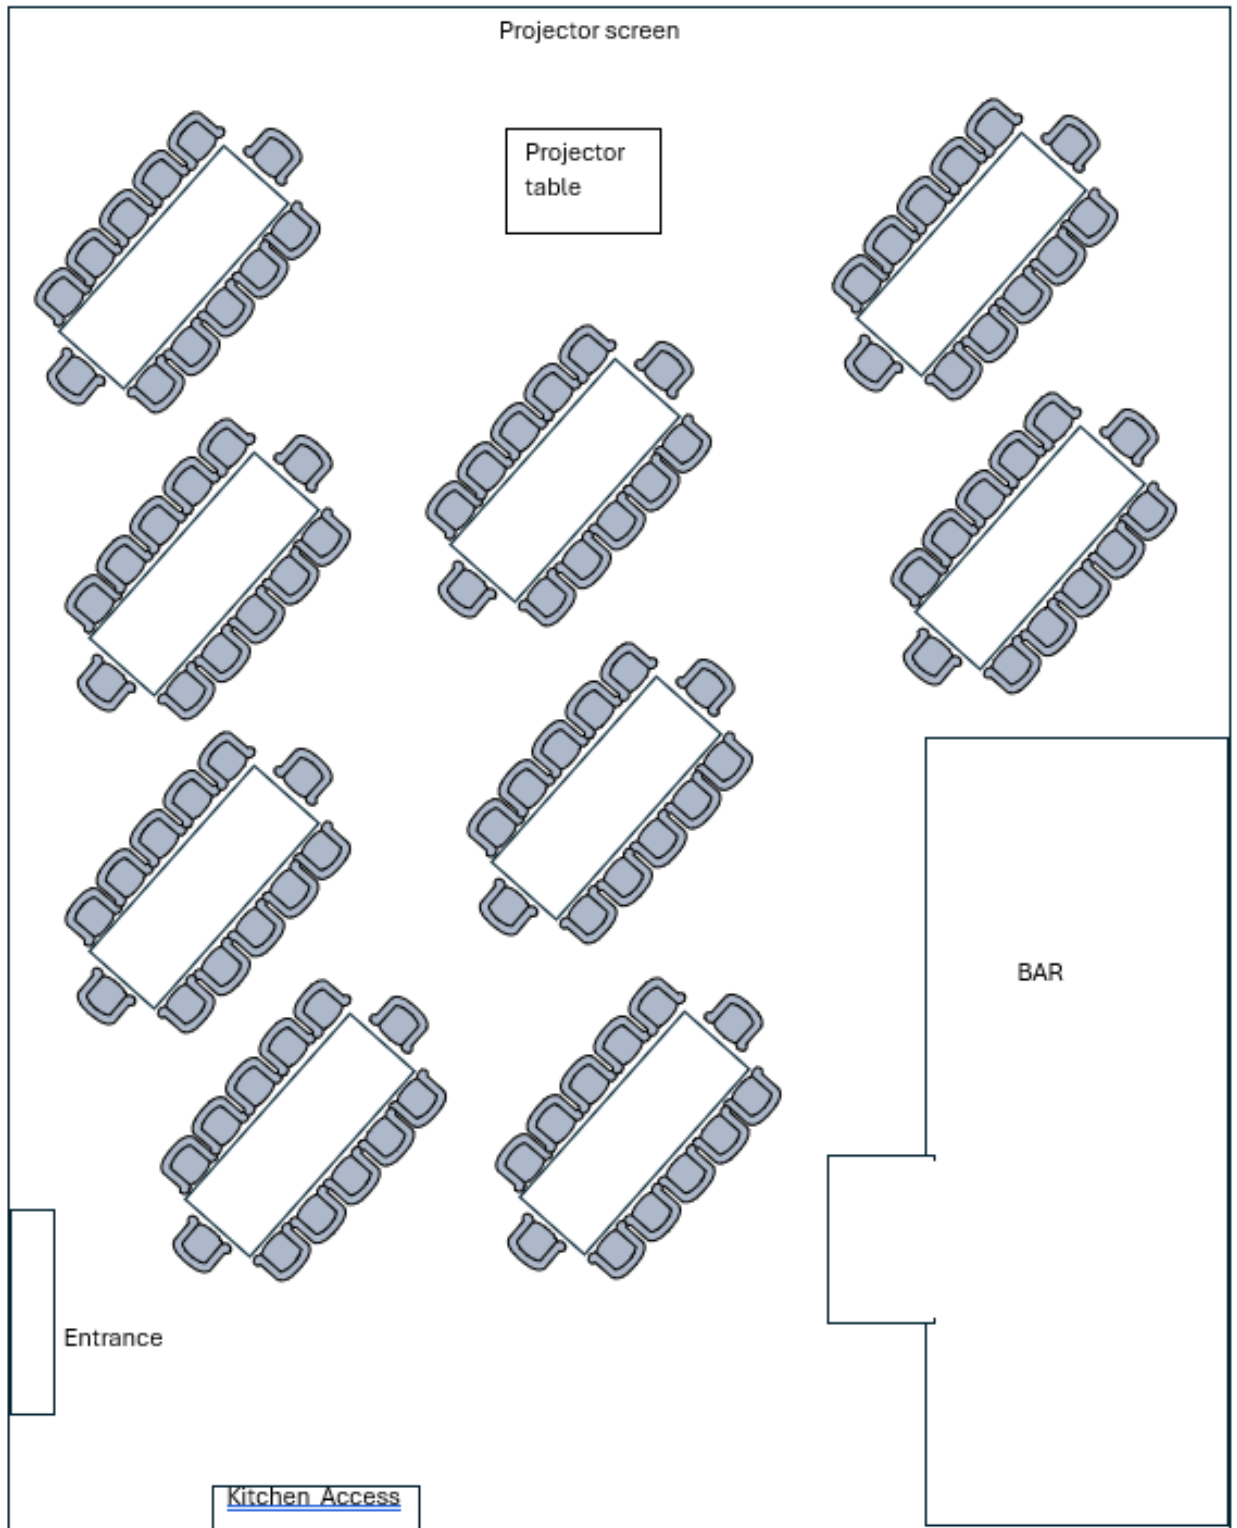 Projector screen
Projector
table
BAR
Entrance
Kitchen Access